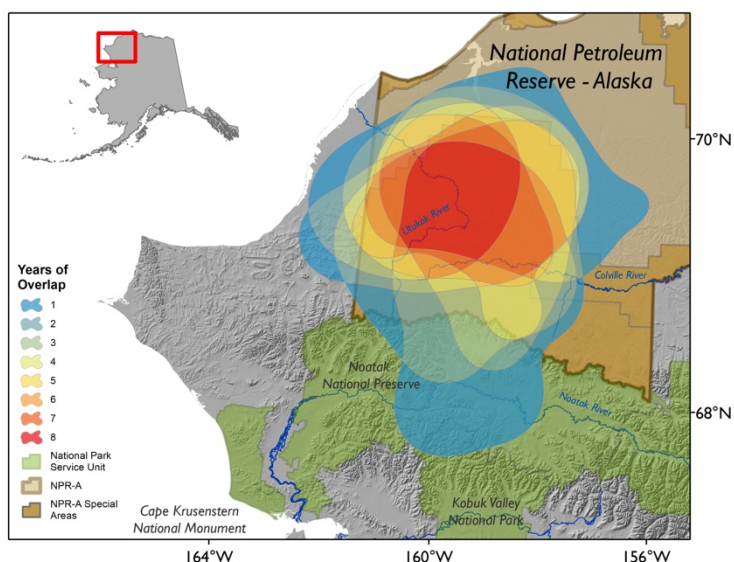 National Petroleum
Reserve - Alaska
70°N
Utukok River
Colville River
Years of
Overlap
1
2
3
4
5
6
7
8
National Park
Service Unit
NPR-A
NPR-A Special
Areas
Noatak
National Preserve
Noatak River
68°N
Cape Krusenstern
National Monument
Kobuk Valley
National Park
164°W
160°W
156°W